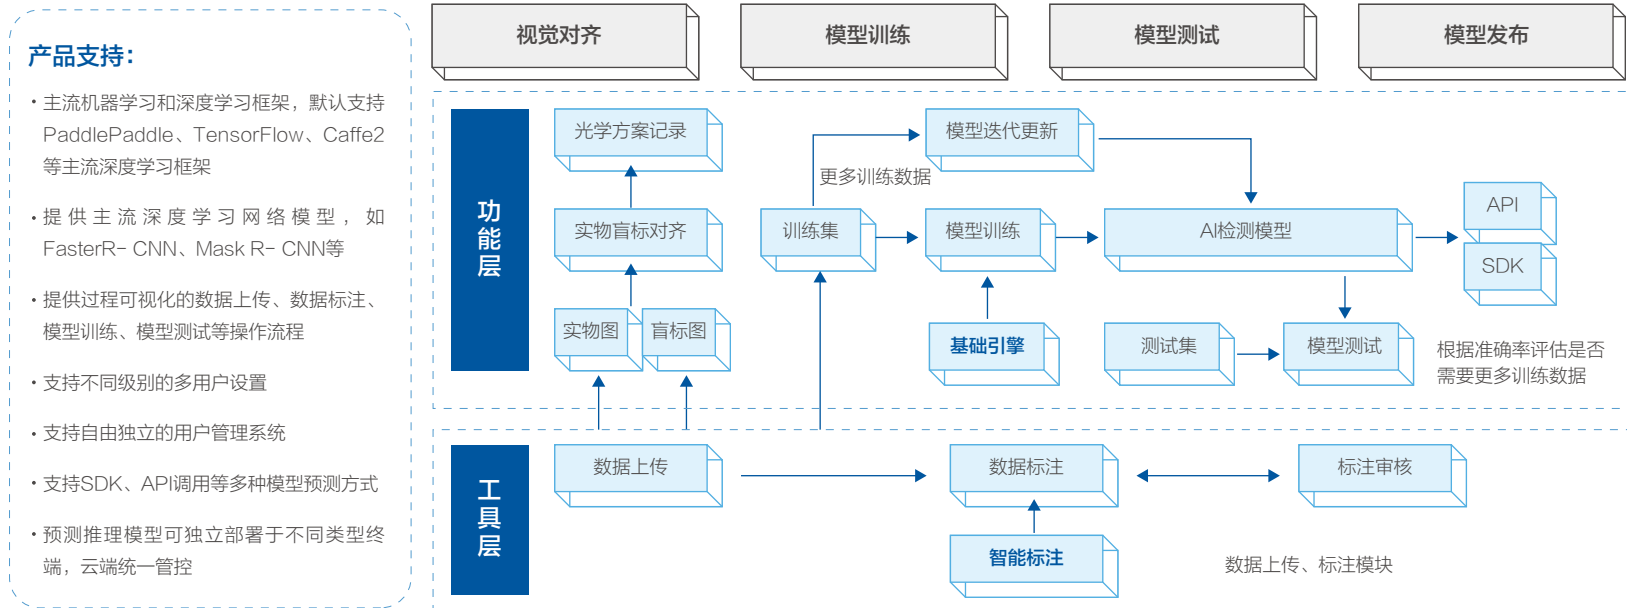 产品支持：
·主流机器学习和深度学习框架，默认支持
PaddlePaddle、TensorFlow、Caffe2
等主流深度学习框架
·提供主流深度学习网络模型，如
FasterR- CNN、Mask R- CNN等
·提供过程可视化的数据上传、数据标注、
模型训练、模型测试等操作流程
·支持不同级别的多用户设置
·支持自由独立的用户管理系统
·支持SDK、API调用等多种模型预测方式
·预测推理模型可独立部署于不同类型终
端，云端统一管控
视觉对齐
模型训练
模型测试
模型发布
功能层
光学方案记录
模型迭代更新
更多训练数据
实物盲标对齐
训练集
模型训练
AI检测模型
API
SDK
实物图
盲标图
基础引擎
测试集
模型测试
根据准确率评估是否
需要更多训练数据
工具层
数据上传
数据标注
标注审核
智能标注
数据上传、标注模块